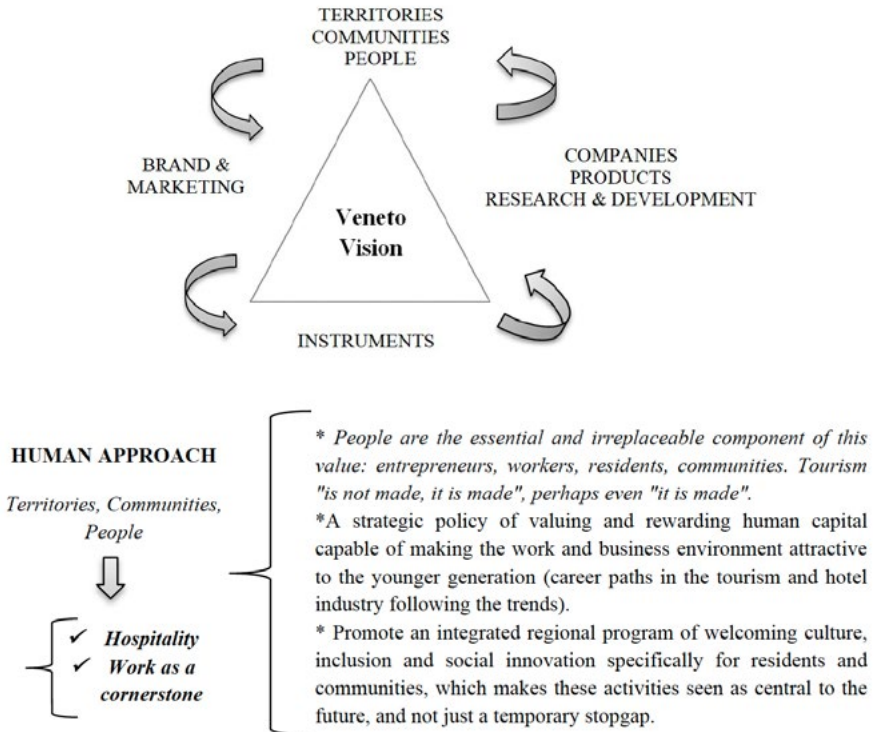 TERRITORIES
COMMUNITIES
PEOPLE
BRAND &
MARKETING
COMPANIES
PRODUCTS
RESEARCH & DEVELOPMENT
Veneto
Vision
INSTRUMENTS
HUMAN APPROACH
Territories, Communities,
People
✓ Hospitality
✓ Work as a
cornerstone
* People are the essential and irreplaceable component of this
value: entrepreneurs, workers, residents, communities. Tourism
"is not made, it is made", perhaps even "it is made".
*A strategic policy of valuing and rewarding human capital
capable of making the work and business environment attractive
to the younger generation (career paths in the tourism and hotel
industry following the trends).
* Promote an integrated regional program of welcoming culture,
inclusion and social innovation specifically for residents and
communities, which makes these activities seen as central to the
future, and not just a temporary stopgap.